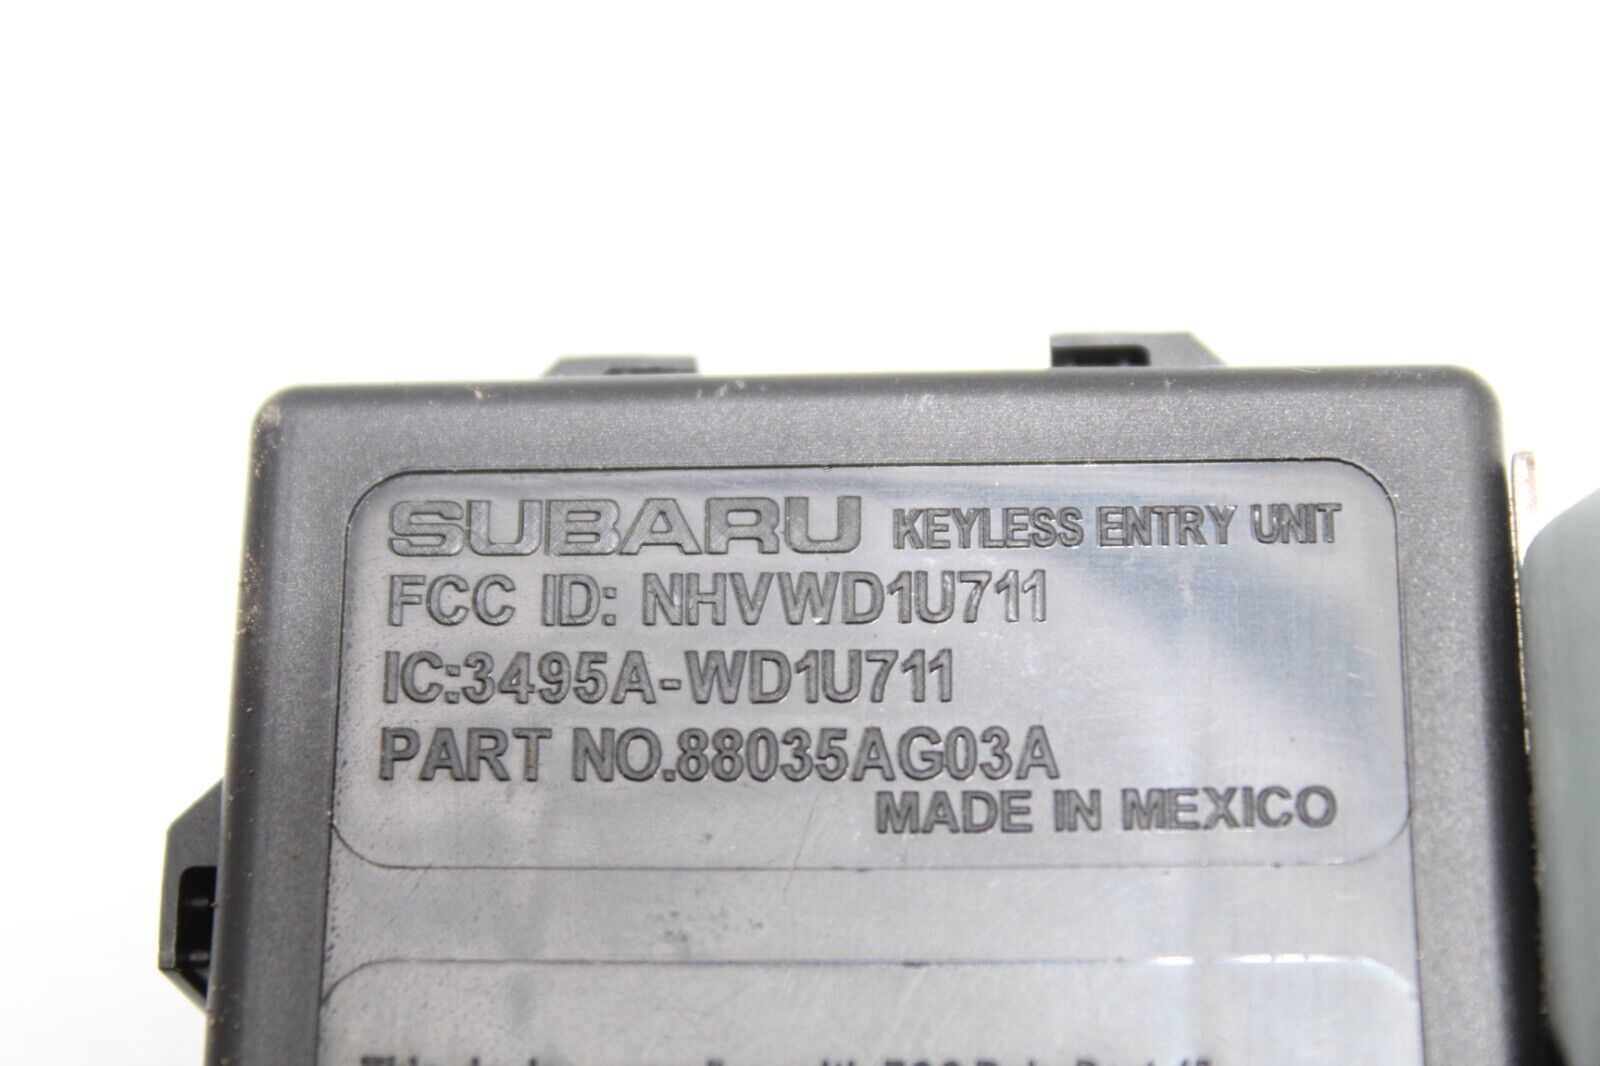 SUBARU KEYLESS ENTRY UNIT
FCC ID: NHVWD1U711
IC:3495A-WD1U711
PART NO.88035AG03A
MADE IN MEXICO